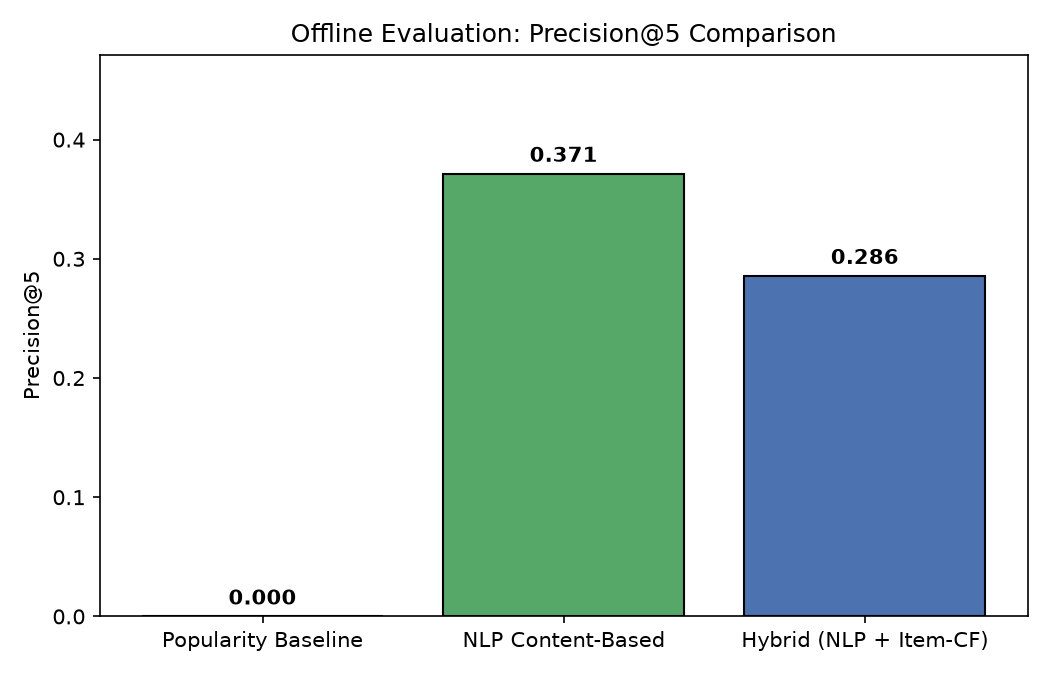 Offline Evaluation: Precision@5 Comparison
Precision@5
0.4
0.3
0.2
0.1
0.0
0.000
0.371
0.286
Popularity Baseline
NLP Content-Based
Hybrid (NLP + Item-CF)